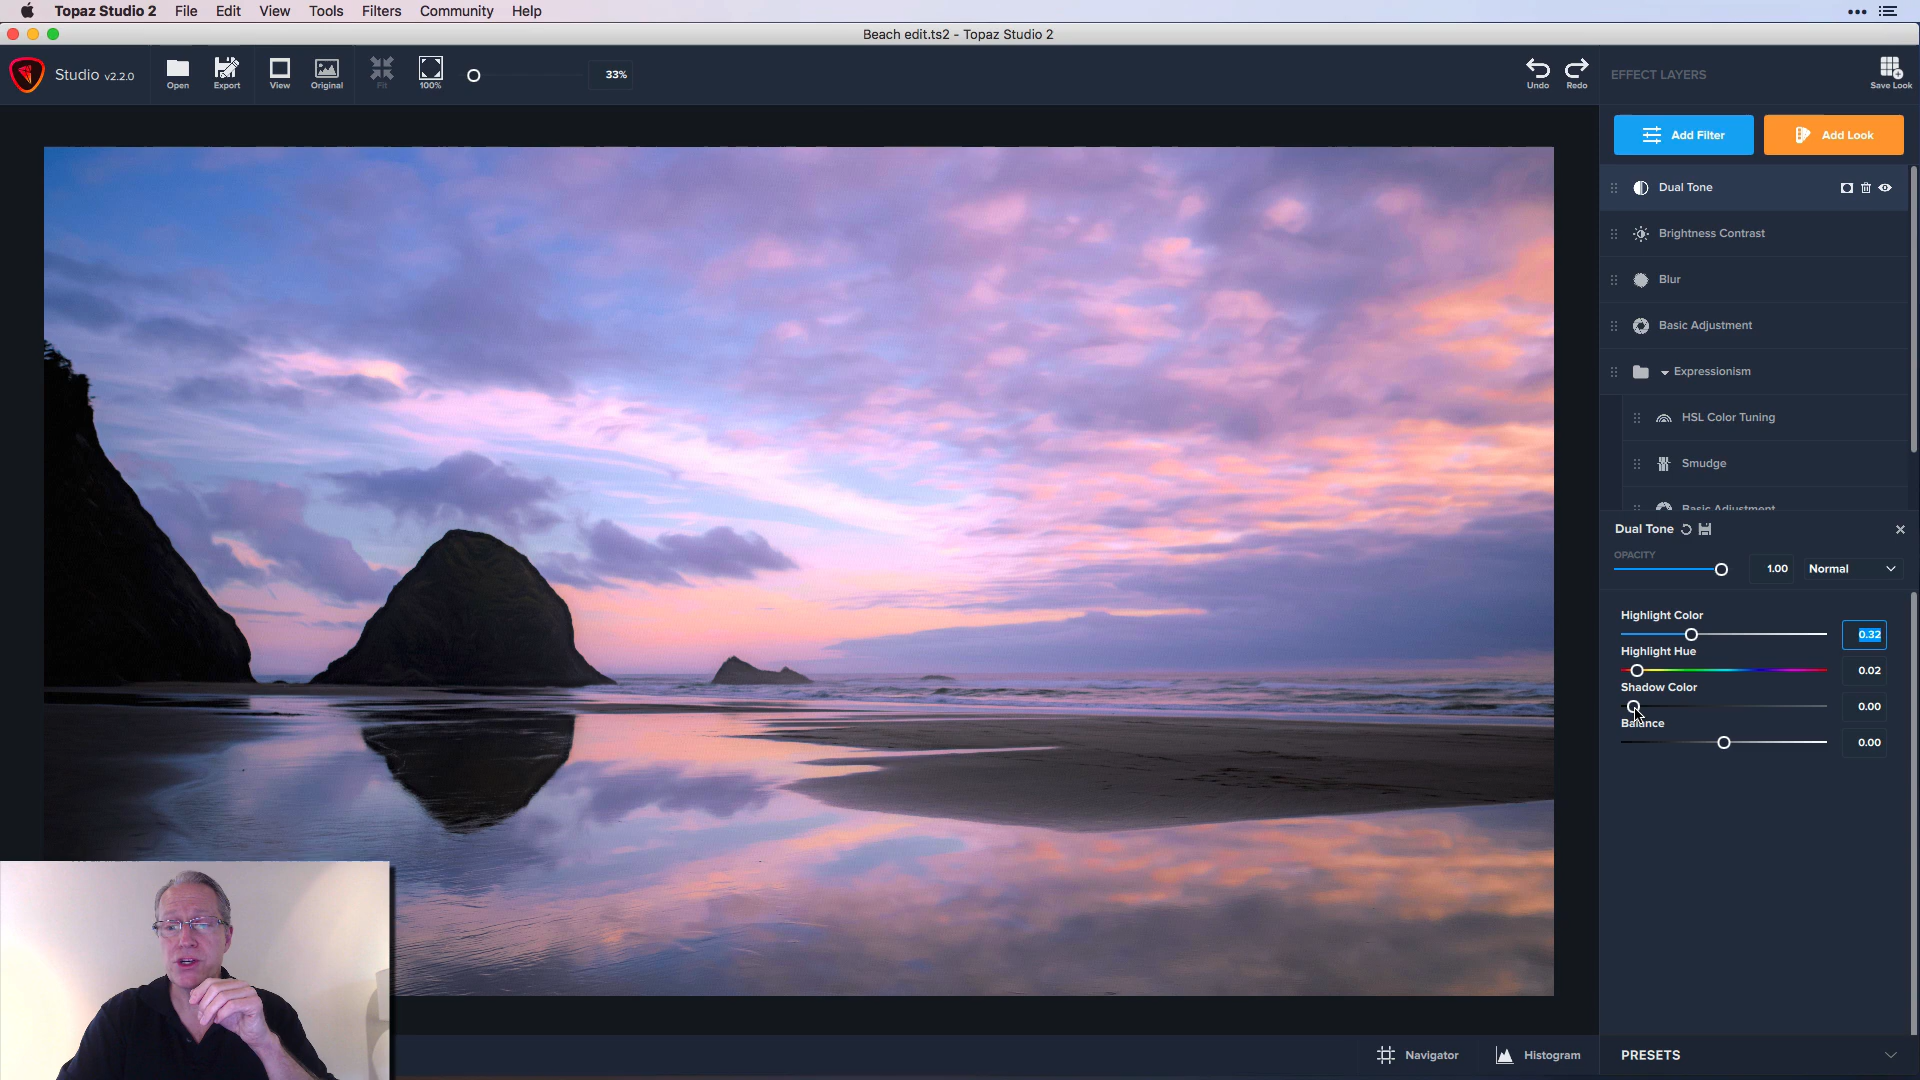 Topaz Studio 2 File Edit View Tools Filters Community Help
Beach edit.ts2 - Topaz Studio 2
Studio v2.2.0
Open
Export
View
Original
Fit
100%
33%
Undo
Redo
EFFECT LAYERS
Save Look
Add Filter
Add Look
Dual Tone
Brightness Contrast
Blur
Basic Adjustment
Expressionism
HSL Color Tuning
Smudge
Basic Adjustment
Dual Tone
OPACITY
1.00
Normal
Highlight Color
0.32
Highlight Hue
0.02
Shadow Color
0.00
Balance
0.00
Navigator
Histogram
PRESETS